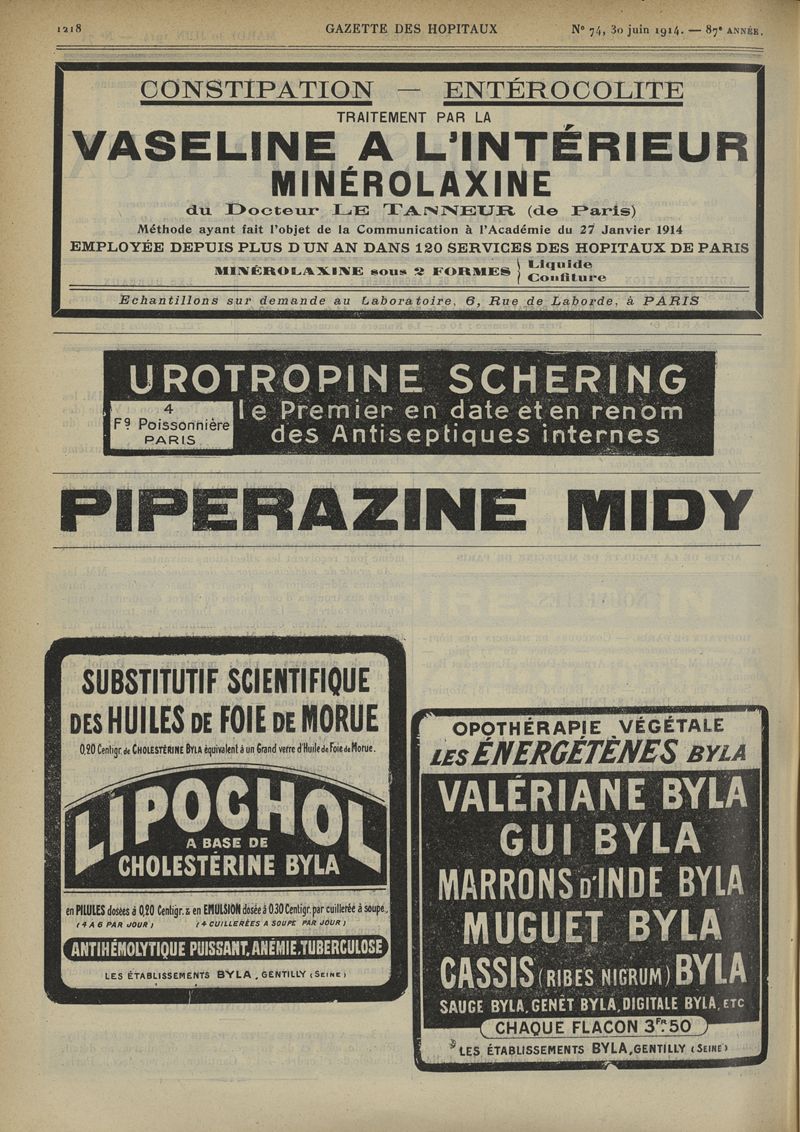 1218 GAZETTE DES HOPITAUX N° 74, 30 juin 1914. — 87e ANNÉE.
CONSTIPATION — ENTÉROCOLITE
TRAITEMENT PAR LA
VASELINE A L'INTÉRIEUR
MINÉROLAXINE
du Docteur LE TANNEUR (de Paris)
Méthode ayant fait l'objet de la Communication à l'Académie du 27 Janvier 1914
EMPLOYÉE DEPUIS PLUS D'UN AN DANS 120 SERVICES DES HOPITAUX DE PARIS
MINÉROLAXINE sous 2 FORMES } Liquide
Confiture
Echantillons sur demande au Laboratoire, 6, Rue de Laborde, à PARIS
UROTROPINE SCHERING
4
Fg Poissonnière
PARIS
le Premier en date et en renom
des Antiseptiques internes
PIPERAZINE MIDY
SUBSTITUTIF SCIENTIFIQUE
DES HUILES DE FOIE DE MORUE
0,20 Centigr. de CHOLESTÉRINE BYLA équivalent à un Grand verre d'Huile de Foie de Morue.
LIPOCHOL
A BASE DE
CHOLESTÉRINE BYLA
en PILULES dosées à 0,20 Centigr. & en EMULSION dosée à 0.30 Centigr. par cuillerée à soupe.
(4 A 6 PAR JOUR) (4 CUILLERÉES A SOUPE PAR JOUR)
ANTIHÉMOLYTIQUE PUISSANT, ANÉMIE, TUBERCULOSE
LES ÉTABLISSEMENTS BYLA, GENTILLY (SEINE)
OPOTHÉRAPIE VÉGÉTALE
LES ÉNERGÉTÈNES BYLA
VALÉRIANE BYLA
GUI BYLA
MARRONS D'INDE BYLA
MUGUET BYLA
CASSIS (RIBES NIGRUM) BYLA
SAUGE BYLA, GENÊT BYLA, DIGITALE BYLA, ETC
CHAQUE FLACON 3FR.50
LES ÉTABLISSEMENTS BYLA, GENTILLY (SEINE)